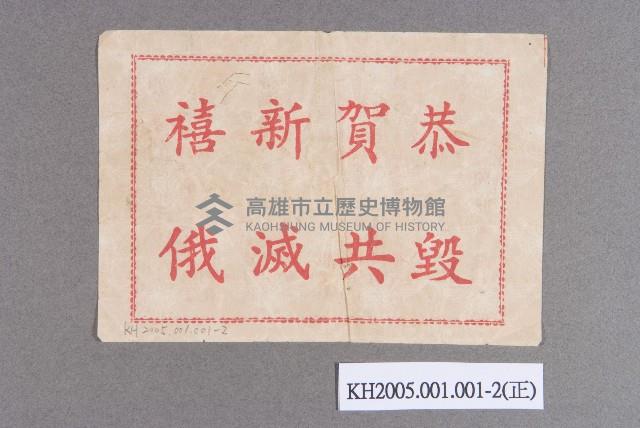 恭賀新禧
毀共滅俄
高雄市立歷史博物館
KAOHSIUNG MUSEUM OF HISTORY
KH2005.001.001-2
KH2005.001.001-2(正)